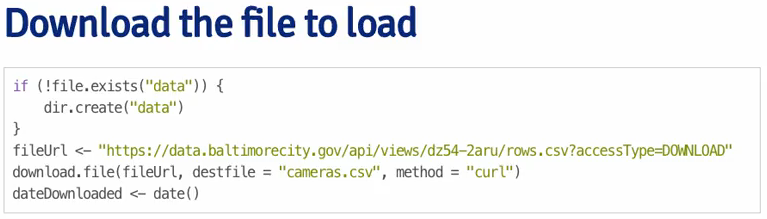 Download the file to load
if (!file.exists("data")) {
    dir.create("data")
}
fileUrl <- "https://data.baltimorecity.gov/api/views/dz54-2aru/rows.csv?accessType=DOWNLOAD"
download.file(fileUrl, destfile = "cameras.csv", method = "curl")
dateDownloaded <- date()